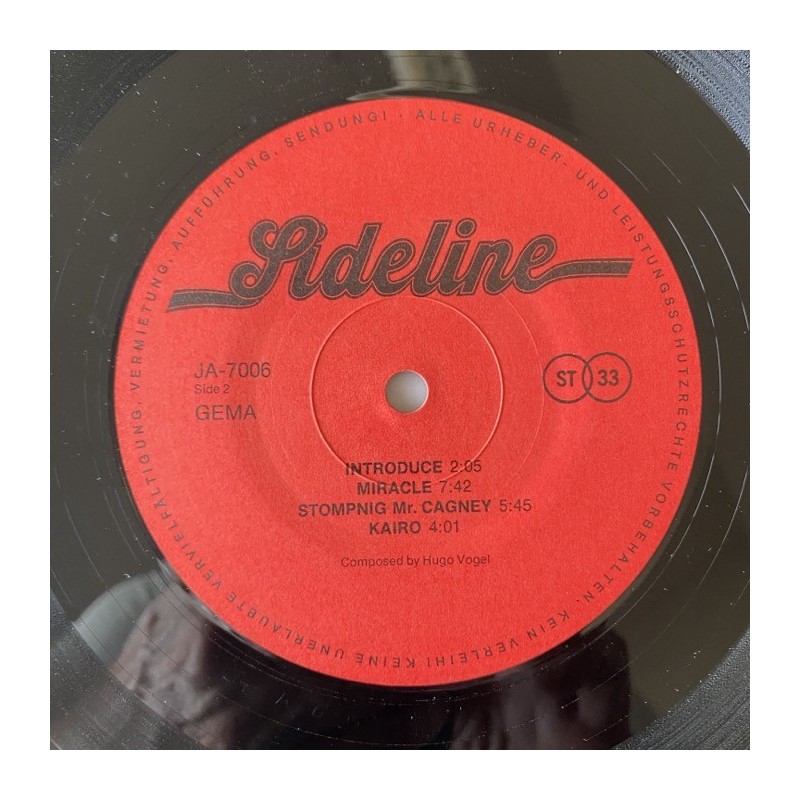 ALLE URHEBER- UND LEISTUNGSSCHUTZRECHTE VORBEHALTEN. KEIN VERLEIH! KEINE UNERLAUBTE VERVIELFÄLTIGUNG, VERMIETUNG, AUFFÜHRUNG, SENDUNG! ·
Sideline
JA-7006
Side 2
GEMA
ST 33
INTRODUCE 2:05
MIRACLE 7:42
STOMPNIG Mr. CAGNEY 5:45
KAIRO 4:01
Composed by Hugo Vogel